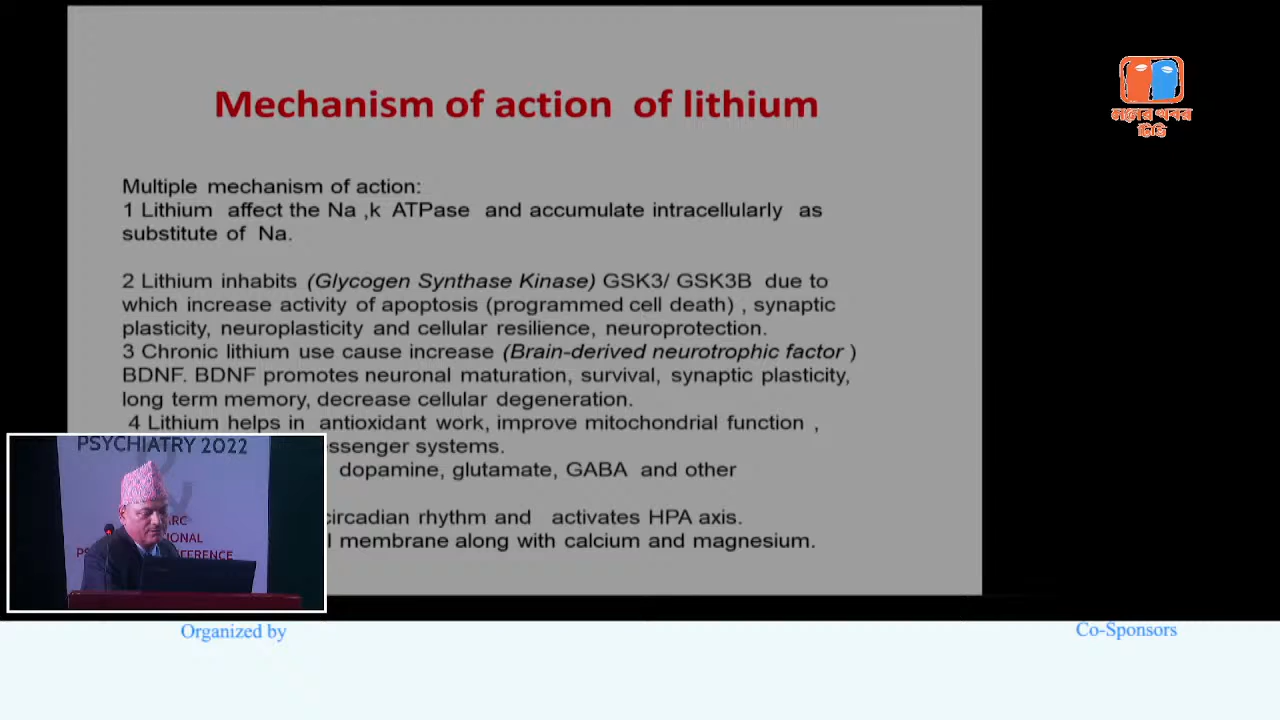 Mechanism of action of lithium
মনের খবর
টিভি
Multiple mechanism of action:
1 Lithium affect the Na ,k ATPase and accumulate intracellularly as
substitute of Na.
2 Lithium inhabits (Glycogen Synthase Kinase) GSK3/ GSK3B due to
which increase activity of apoptosis (programmed cell death) , synaptic
plasticity, neuroplasticity and cellular resilience, neuroprotection.
3 Chronic lithium use cause increase (Brain-derived neurotrophic factor )
BDNF. BDNF promotes neuronal maturation, survival, synaptic plasticity,
long term memory, decrease cellular degeneration.
4 Lithium helps in antioxidant work, improve mitochondrial function ,
ssenger systems.
dopamine, glutamate, GABA and other
circadian rhythm and activates HPA axis.
l membrane along with calcium and magnesium.
PSYCHIATRY 2022
Organized by
Co-Sponsors